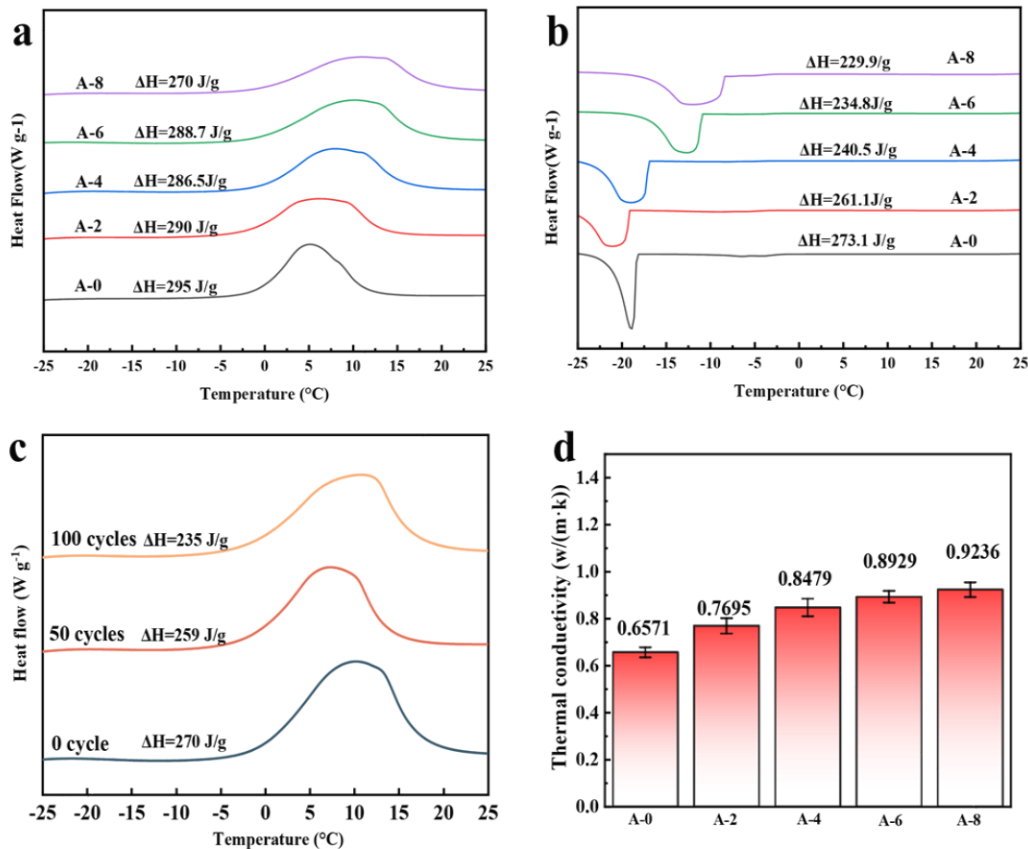 a
A-8 ΔH=270 J/g
A-6 ΔH=288.7 J/g
A-4 ΔH=286.5J/g
A-2 ΔH=290 J/g
A-0 ΔH=295 J/g
Heat Flow(W g-1)
-25 -20 -15 -10 -5 0 5 10 15 20 25
Temperature (°C)
b
ΔH=229.9/g A-8
ΔH=234.8J/g A-6
ΔH=240.5 J/g A-4
ΔH=261.1J/g A-2
ΔH=273.1 J/g A-0
Heat Flow(W g-1)
-25 -20 -15 -10 -5 0 5 10 15 20 25
Temperature (°C)
c
100 cycles ΔH=235 J/g
50 cycles ΔH=259 J/g
0 cycle ΔH=270 J/g
Heat flow (W g-1)
-25 -20 -15 -10 -5 0 5 10 15 20 25
Temperature (°C)
d
Thermal conductivity (w/(m·k))
1.4
1.2
1.0
0.8
0.6
0.4
0.2
0.0
0.6571
0.7695
0.8479
0.8929
0.9236
A-0 A-2 A-4 A-6 A-8